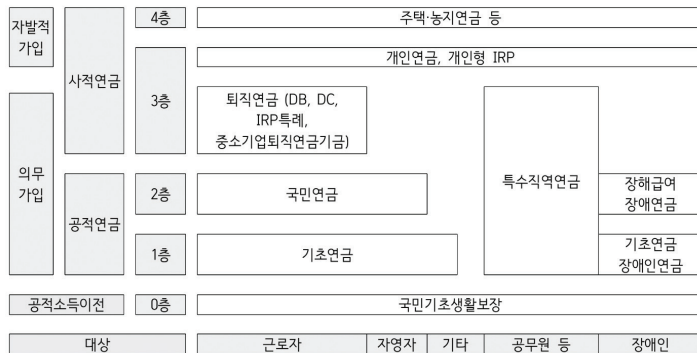 자발적
가입
사적연금
4층
주택·농지연금 등
3층
개인연금, 개인형 IRP
퇴직연금 (DB, DC,
IRP특례,
중소기업퇴직연금기금)
의무
가입
공적연금
2층
국민연금
특수직역연금
장해급여
장애연금
1층
기초연금
기초연금
장애인연금
공적소득이전
0층
국민기초생활보장
대상
근로자
자영자
기타
공무원 등
장애인